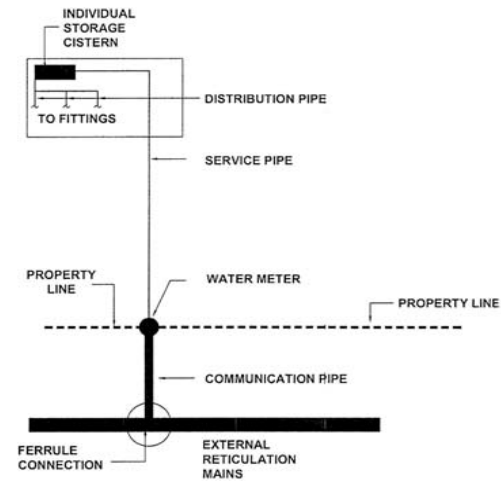 INDIVIDUAL
STORAGE
CISTERN
DISTRIBUTION PIPE
TO FITTINGS
SERVICE PIPE
PROPERTY
LINE
WATER METER
PROPERTY LINE
COMMUNICATION PIPE
FERRULE
CONNECTION
EXTERNAL
RETICULATION
MAINS